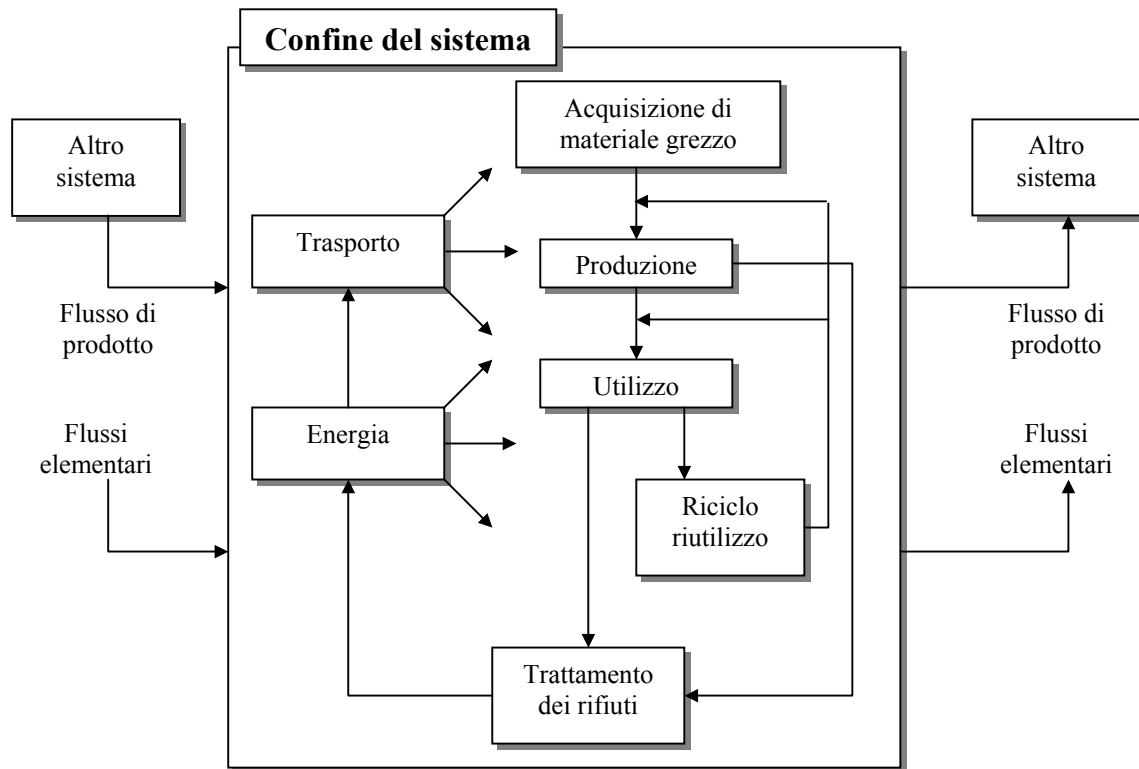 Confine del sistema
Acquisizione di
materiale grezzo
Altro
sistema
Altro
sistema
Trasporto
Produzione
Flusso di
prodotto
Flusso di
prodotto
Utilizzo
Energia
Flussi
elementari
Flussi
elementari
Riciclo
riutilizzo
Trattamento
dei rifiuti